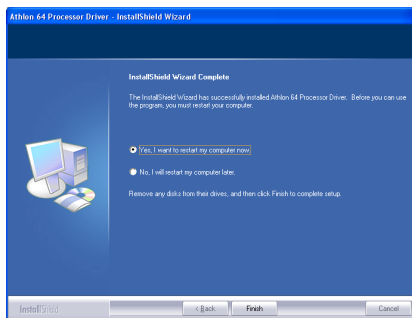 Athlon 64 Processor Driver - InstallShield Wizard
InstallShield Wizard Complete
The InstallShield Wizard has successfully installed Athlon 64 Processor Driver. Before you can use
the program, you must restart your computer.
Yes, I want to restart my computer now.
No, I will restart my computer later.
Remove any disks from their drives, and then click Finish to complete setup.
InstallShield
< Back
Finish
Cancel